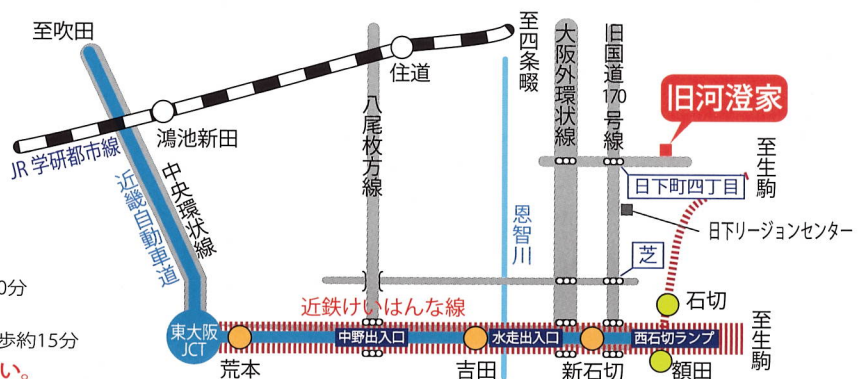 至吹田
住道
至四条畷
大阪外環状線
旧国道170号線
旧河澄家
鴻池新田
八尾枚方線
JR学研都市線
近畿自動車道
中央環状線
至生駒
日下町四丁目
恩智川
日下リージョンセンター
芝
0分
近鉄けいはんな線
石切
歩約15分
東大阪
JCT
中野出入口
水走出入口
西石切ランプ
至生駒
い。
荒本
吉田
新石切
額田